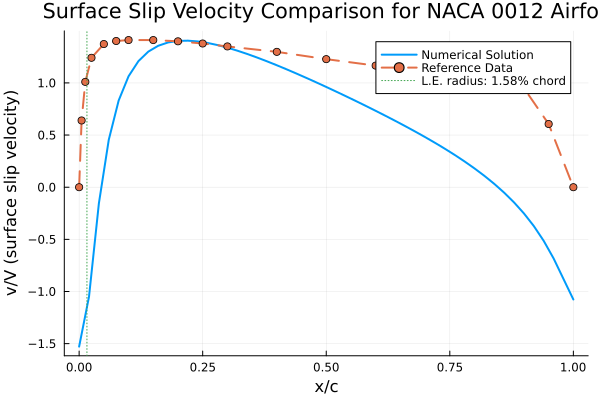 Surface Slip Velocity Comparison for NACA 0012 Airfo
Numerical Solution
Reference Data
L.E. radius: 1.58% chord
v/V (surface slip velocity)
1.0
0.5
0.0
−0.5
−1.0
−1.5
0.00
0.25
0.50
0.75
1.00
x/c